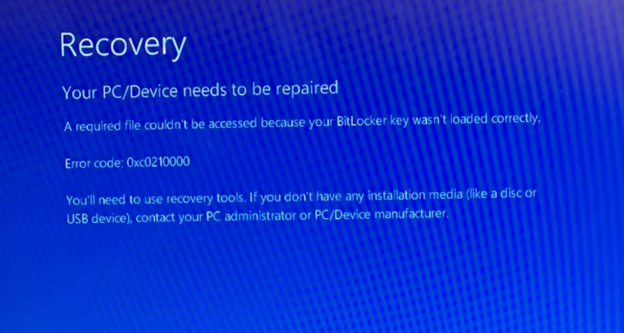 Recovery
Your PC/Device needs to be repaired
A required file couldn't be accessed because your BitLocker key wasn't loaded correctly.
Error code: 0xc0210000
You'll need to use recovery tools. If you don't have any installation media (like a disc or
USB device), contact your PC administrator or PC/Device manufacturer.